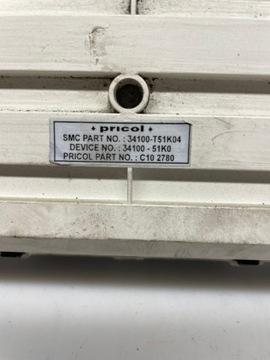 + pricol +
SMC PART NO. : 34100-T51K04
DEVICE NO. : 34100 - 51K0
PRICOL PART NO. : C10 2780